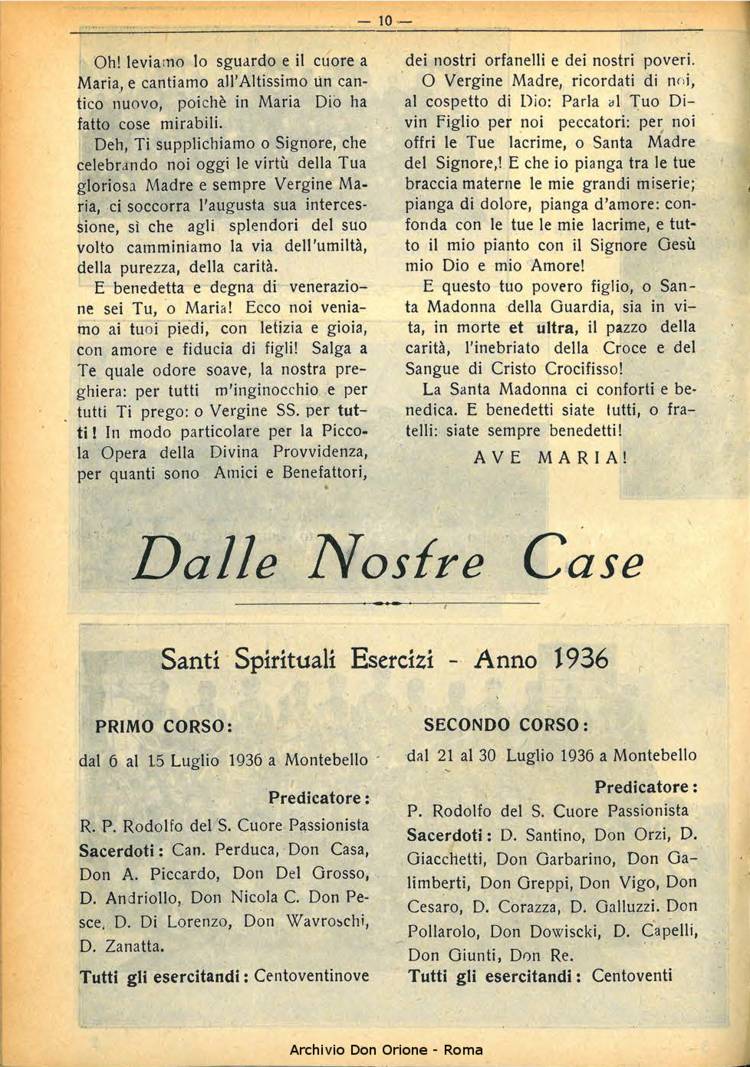 — 10 —
Oh! leviamo lo sguardo e il cuore a
Maria, e cantiamo all'Altissimo un can-
tico nuovo, poichè in Maria Dio ha
fatto cose mirabili.
Deh, Ti supplichiamo o Signore, che
celebrando noi oggi le virtù della Tua
gloriosa Madre e sempre Vergine Ma-
ria, ci soccorra l'augusta sua interces-
sione, sì che agli splendori del suo
volto camminiamo la via dell'umiltà,
della purezza, della carità.
E benedetta e degna di venerazio-
ne sei Tu, o Maria! Ecco noi venia-
mo ai tuoi piedi, con letizia e gioia,
con amore e fiducia di figli! Salga a
Te quale odore soave, la nostra pre-
ghiera: per tutti m'inginocchio e per
tutti Ti prego: o Vergine SS. per tut-
ti! In modo particolare per la Picco-
la Opera della Divina Provvidenza,
per quanti sono Amici e Benefattori,
dei nostri orfanelli e dei nostri poveri.
O Vergine Madre, ricordati di noi,
al cospetto di Dio: Parla al Tuo Di-
vin Figlio per noi peccatori: per noi
offri le Tue lacrime, o Santa Madre
del Signore,! E che io pianga tra le tue
braccia materne le mie grandi miserie;
pianga di dolore, pianga d'amore: con-
fonda con le tue le mie lacrime, e tut-
to il mio pianto con il Signore Gesù
mio Dio e mio Amore!
E questo tuo povero figlio, o San-
ta Madonna della Guardia, sia in vi-
ta, in morte et ultra, il pazzo della
carità, l'inebriato della Croce e del
Sangue di Cristo Crocifisso!
La Santa Madonna ci conforti e be-
nedica. E benedetti siate tutti, o fra-
telli: siate sempre benedetti!
AVE MARIA!
Dalle Nostre Case
Santi Spirituali Esercizi - Anno 1936
PRIMO CORSO:
dal 6 al 15 Luglio 1936 a Montebello
Predicatore:
R. P. Rodolfo del S. Cuore Passionista
Sacerdoti: Can. Perduca, Don Casa,
Don A. Piccardo, Don Del Grosso,
D. Andriollo, Don Nicola C. Don Pe-
sce, D. Di Lorenzo, Don Wavroschi,
D. Zanatta.
Tutti gli esercitandi: Centoventinove
SECONDO CORSO:
dal 21 al 30 Luglio 1936 a Montebello
Predicatore:
P. Rodolfo del S. Cuore Passionista
Sacerdoti: D. Santino, Don Orzi, D.
Giacchetti, Don Garbarino, Don Ga-
limberti, Don Greppi, Don Vigo, Don
Cesaro, D. Corazza, D. Galluzzi. Don
Pollarolo, Don Dowiscki, D. Capelli,
Don Giunti, Don Re.
Tutti gli esercitandi: Centoventi
Archivio Don Orione - Roma